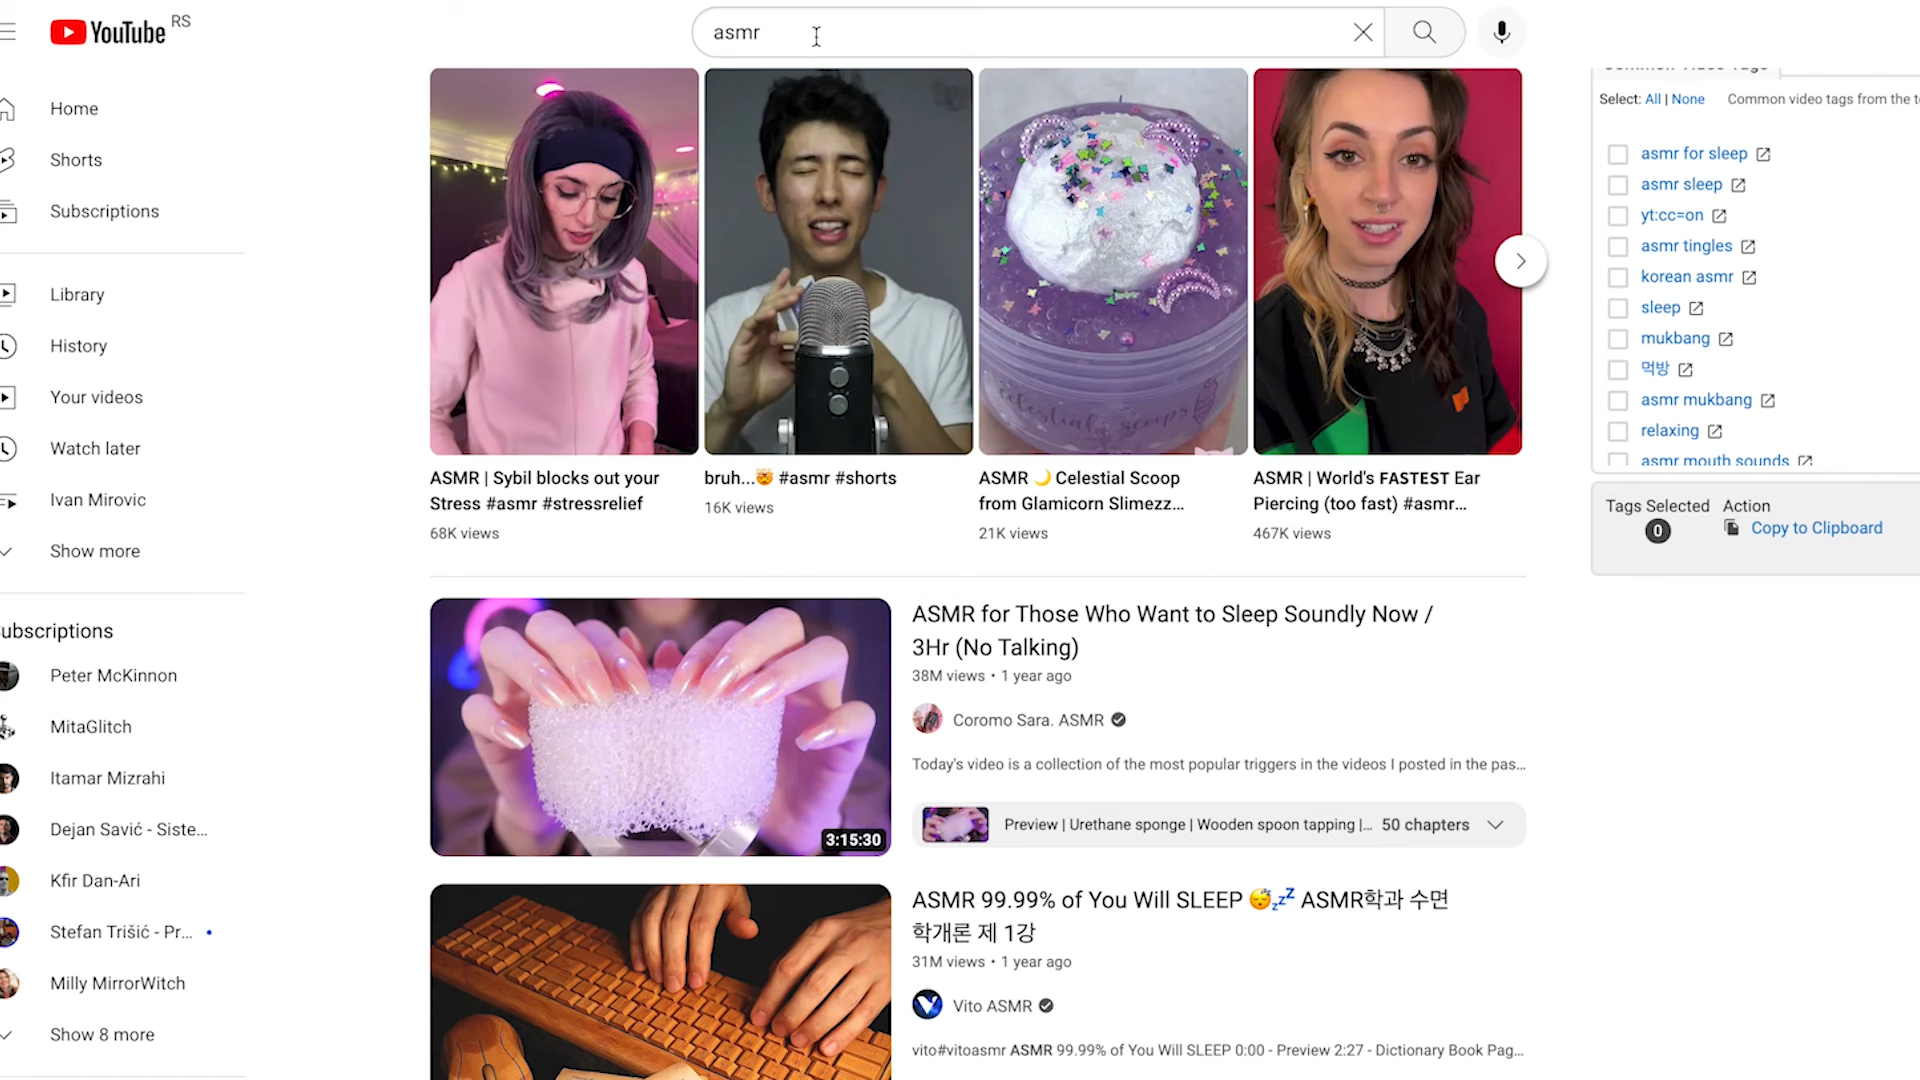 YouTube RS
asmr
Home
Shorts
Subscriptions
Library
History
Your videos
Watch later
Ivan Mirovic
Show more
ubscriptions
Peter McKinnon
MitaGlitch
Itamar Mizrahi
Dejan Savić - Siste...
Kfir Dan-Ari
Stefan Trišić - Pr...
Milly MirrorWitch
Show 8 more
ASMR | Sybil blocks out your
Stress #asmr #stressrelief
68K views
bruh...🤯 #asmr #shorts
16K views
celestial scoops
ASMR 🌙 Celestial Scoop
from Glamicorn Slimezz...
21K views
ASMR | World's FASTEST Ear
Piercing (too fast) #asmr...
467K views
3:15:30
ASMR for Those Who Want to Sleep Soundly Now /
3Hr (No Talking)
38M views • 1 year ago
Coromo Sara. ASMR
Today's video is a collection of the most popular triggers in the videos I posted in the pas...
Preview | Urethane sponge | Wooden spoon tapping |... 50 chapters
ASMR 99.99% of You Will SLEEP 😴💤 ASMR학과 수면
학개론 제 1강
31M views • 1 year ago
Vito ASMR
vito#vitoasmr ASMR 99.99% of You Will SLEEP 0:00 - Preview 2:27 - Dictionary Book Pag...
Common Video Tags
Select: All | None Common video tags from the t
asmr for sleep
asmr sleep
yt:cc=on
asmr tingles
korean asmr
sleep
mukbang
먹방
asmr mukbang
relaxing
asmr mouth sounds
Tags Selected Action
0 Copy to Clipboard